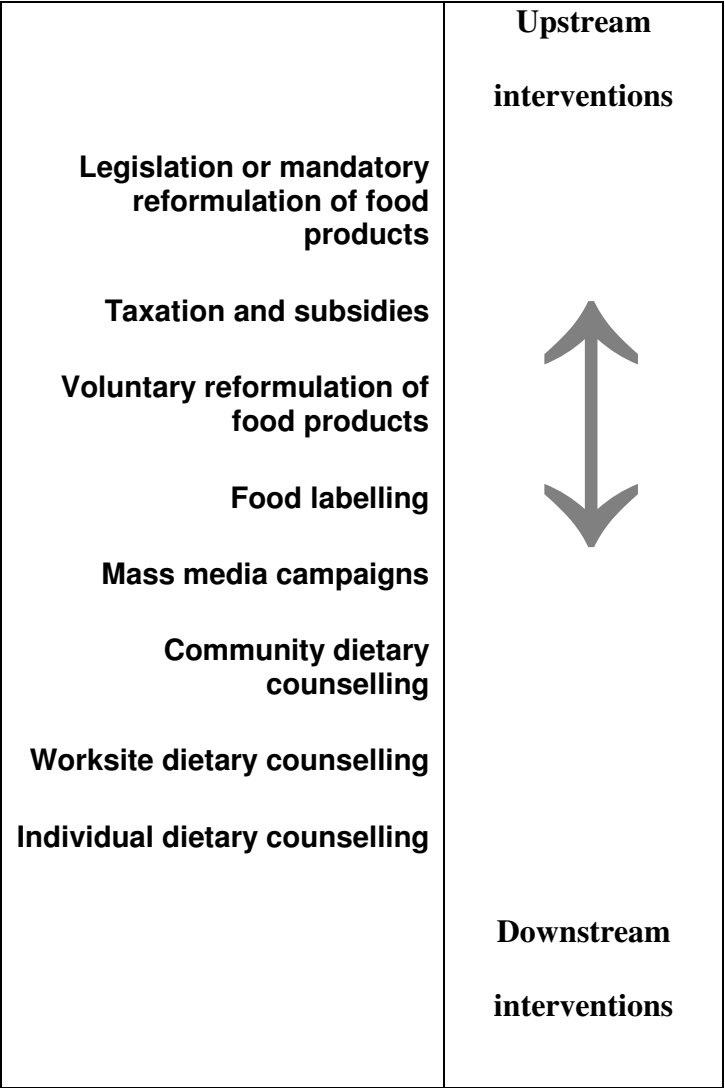 Upstream
interventions
Legislation or mandatory
reformulation of food
products
Taxation and subsidies
Voluntary reformulation of
food products
Food labelling
Mass media campaigns
Community dietary
counselling
Worksite dietary counselling
Individual dietary counselling
Downstream
interventions